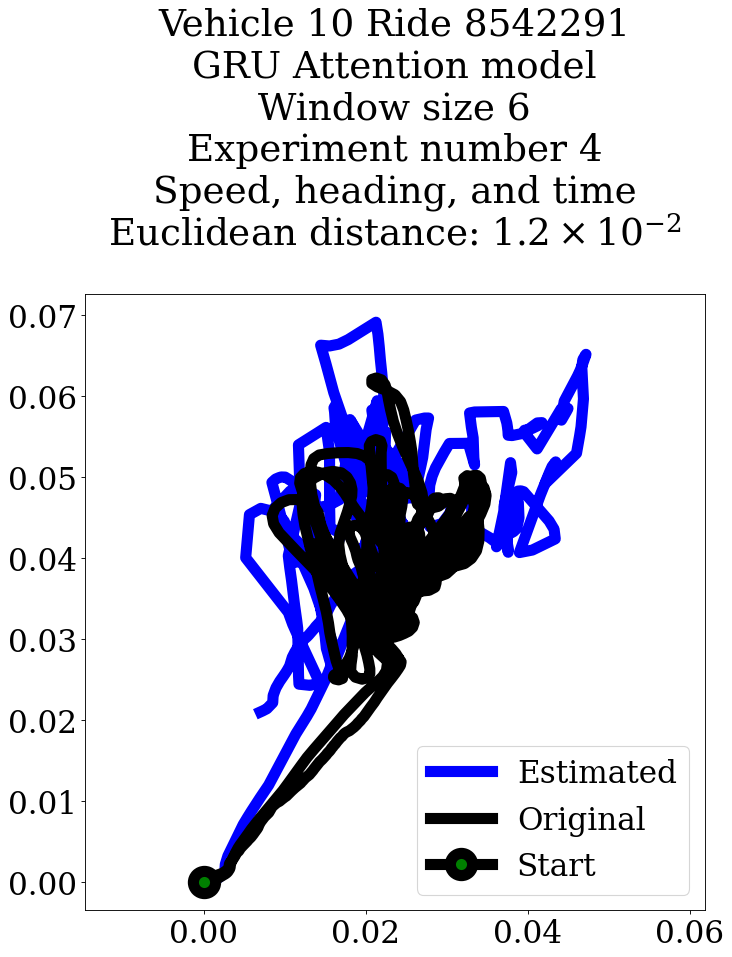 Vehicle 10 Ride 8542291
GRU Attention model
Window size 6
Experiment number 4
Speed, heading, and time
Euclidean distance: 1.2 × 10⁻²
0.07
0.06
0.05
0.04
0.03
0.02
0.01
0.00
Estimated
Original
Start
0.00 0.02 0.04 0.06